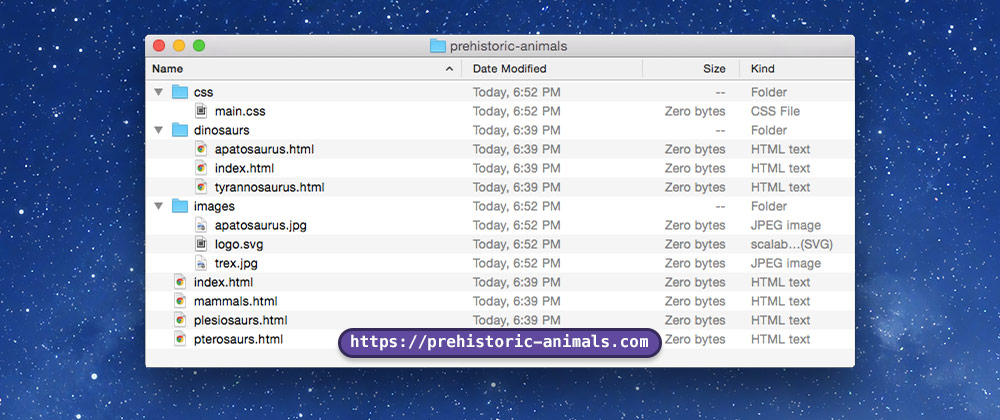 prehistoric-animals
Name Date Modified Size Kind
css Today, 6:52 PM -- Folder
main.css Today, 6:52 PM Zero bytes CSS File
dinosaurs Today, 6:39 PM -- Folder
apatosaurus.html Today, 6:39 PM Zero bytes HTML text
index.html Today, 6:39 PM Zero bytes HTML text
tyrannosaurus.html Today, 6:39 PM Zero bytes HTML text
images Today, 6:52 PM -- Folder
apatosaurus.jpg Today, 6:52 PM Zero bytes JPEG image
logo.svg Today, 6:52 PM Zero bytes scalab...(SVG)
trex.jpg Today, 6:52 PM Zero bytes JPEG image
index.html Today, 6:39 PM Zero bytes HTML text
mammals.html Today, 6:39 PM Zero bytes HTML text
plesiosaurs.html Today, 6:39 PM Zero bytes HTML text
pterosaurs.html Zero bytes HTML text
https://prehistoric-animals.com